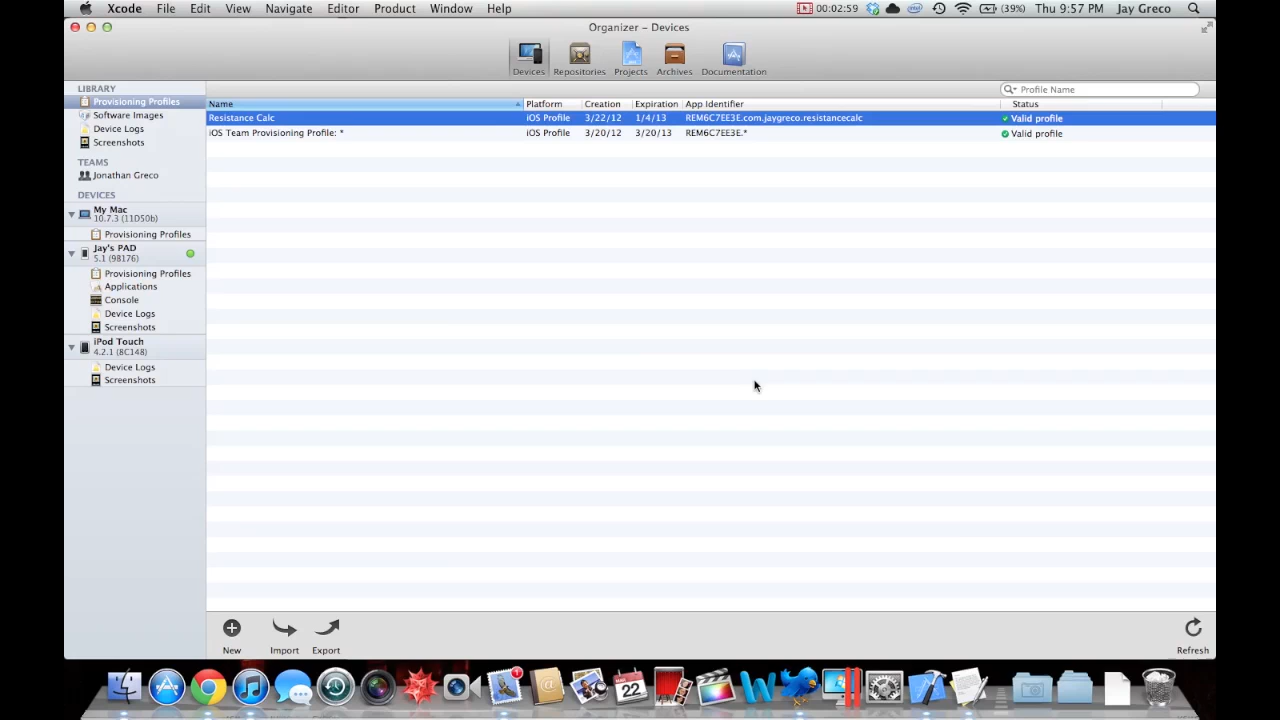 Xcode File Edit View Navigate Editor Product Window Help 00:02:59 (39%) Thu 9:57 PM Jay Greco
Organizer – Devices
Devices Repositories Projects Archives Documentation
LIBRARY
Provisioning Profiles
Software Images
Device Logs
Screenshots
TEAMS
Jonathan Greco
DEVICES
My Mac
10.7.3 (11D50b)
Provisioning Profiles
Jay's PAD
5.1 (9B176)
Provisioning Profiles
Applications
Console
Device Logs
Screenshots
iPod Touch
4.2.1 (8C148)
Device Logs
Screenshots
Profile Name
Name Platform Creation Expiration App Identifier Status
Resistance Calc iOS Profile 3/22/12 1/4/13 REM6C7EE3E.com.jaygreco.resistancecalc Valid profile
iOS Team Provisioning Profile: * iOS Profile 3/20/12 3/20/13 REM6C7EE3E.* Valid profile
New Import Export Refresh
1
22